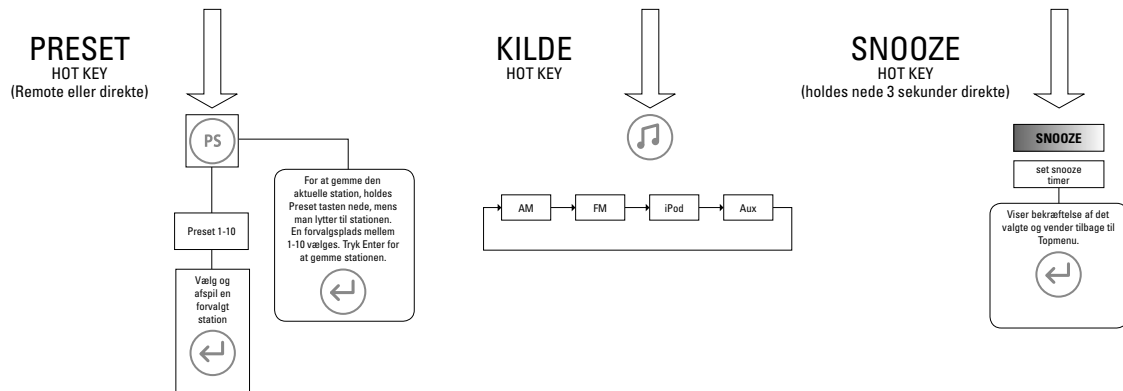 PRESET
HOT KEY
(Remote eller direkte)
PS
Preset 1-10
Vælg og
afspil en
forvalgt
station
For at gemme den
aktuelle station, holdes
Preset tasten nede, mens
man lytter til stationen.
En forvalgsplads mellem
1-10 vælges. Tryk Enter for
at gemme stationen.
KILDE
HOT KEY
AM
FM
iPod
Aux
SNOOZE
HOT KEY
(holdes nede 3 sekunder direkte)
SNOOZE
set snooze
timer
Viser bekræftelse af det
valgte og vender tilbage til
Topmenu.